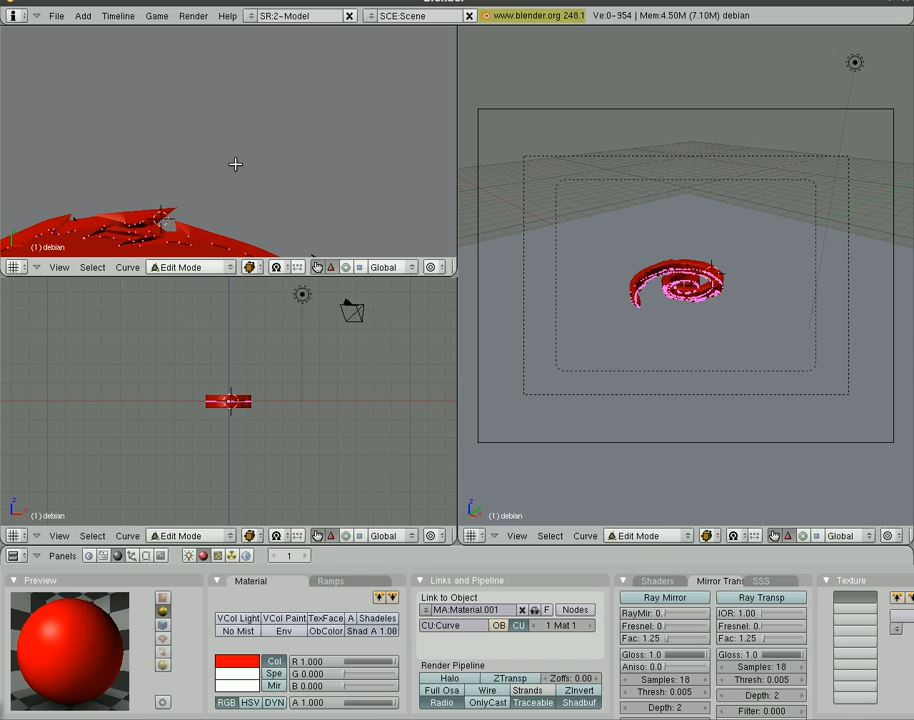 File Add Timeline Game Render Help SR:2-Model SCE:Scene www.blender.org 248.1 Ve:0-954 | Mem:4.50M (7.10M) debian
(1) debian
View Select Curve Edit Mode Global
z
(1) debian
z
(1) debian
View Select Curve Edit Mode Global
View Select Curve Edit Mode Global
Panels 1
Preview
Material Ramps
VCol Light VCol Paint TexFace A Shadeless
No Mist Env ObColor Shad A 1.00
Col R 1.000
Spe G 0.000
Mir B 0.000
RGB HSV DYN A 1.000
Links and Pipeline
Link to Object
MA:Material.001 F Nodes
CU:Curve OB CU 1 Mat 1
Render Pipeline
Halo ZTransp Zoffs: 0.00
Full Osa Wire Strands ZInvert
Radio OnlyCast Traceable Shadbuf
Shaders Mirror Trans SSS
Ray Mirror Ray Transp
RayMir: 0. IOR: 1.00
Fresnel: 0. Fresnel: 0.
Fac: 1.25 Fac: 1.25
Gloss: 1.0 Gloss: 1.0
Aniso: 0.0 Samples: 18
Samples: 18 Thresh: 0.005
Thresh: 0.005 Depth: 2
Depth: 2 Filter: 0.000
Texture